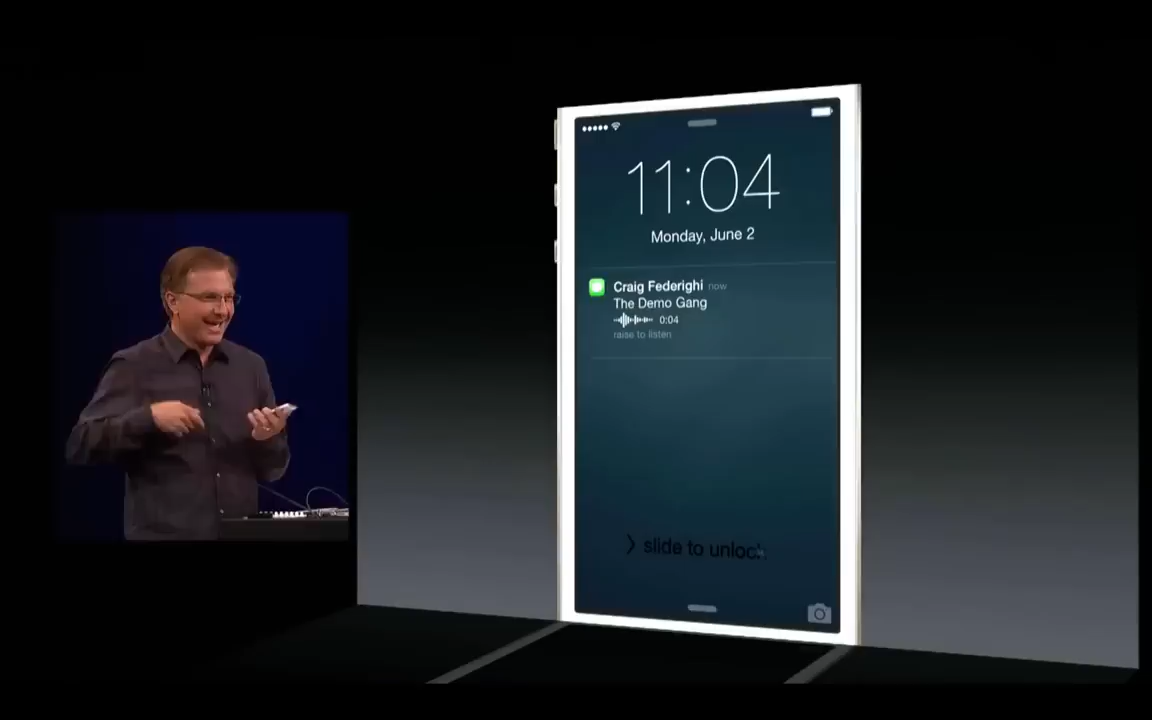 11:04
Monday, June 2
Craig Federighi now
The Demo Gang
0:04
raise to listen
slide to unlock